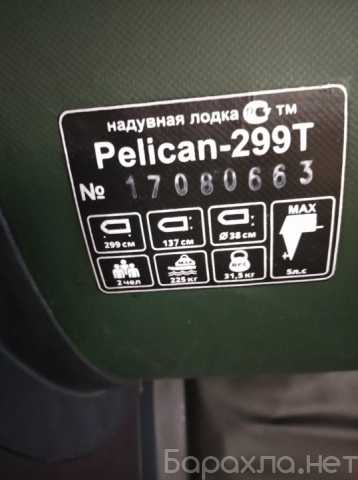 надувная лодка тм
Pelican-299T
№ 17080663
299 см 137 см Ø 38 см MAX
2 чел 225 кг 31,5 кг 5л.с
Барахла.нет